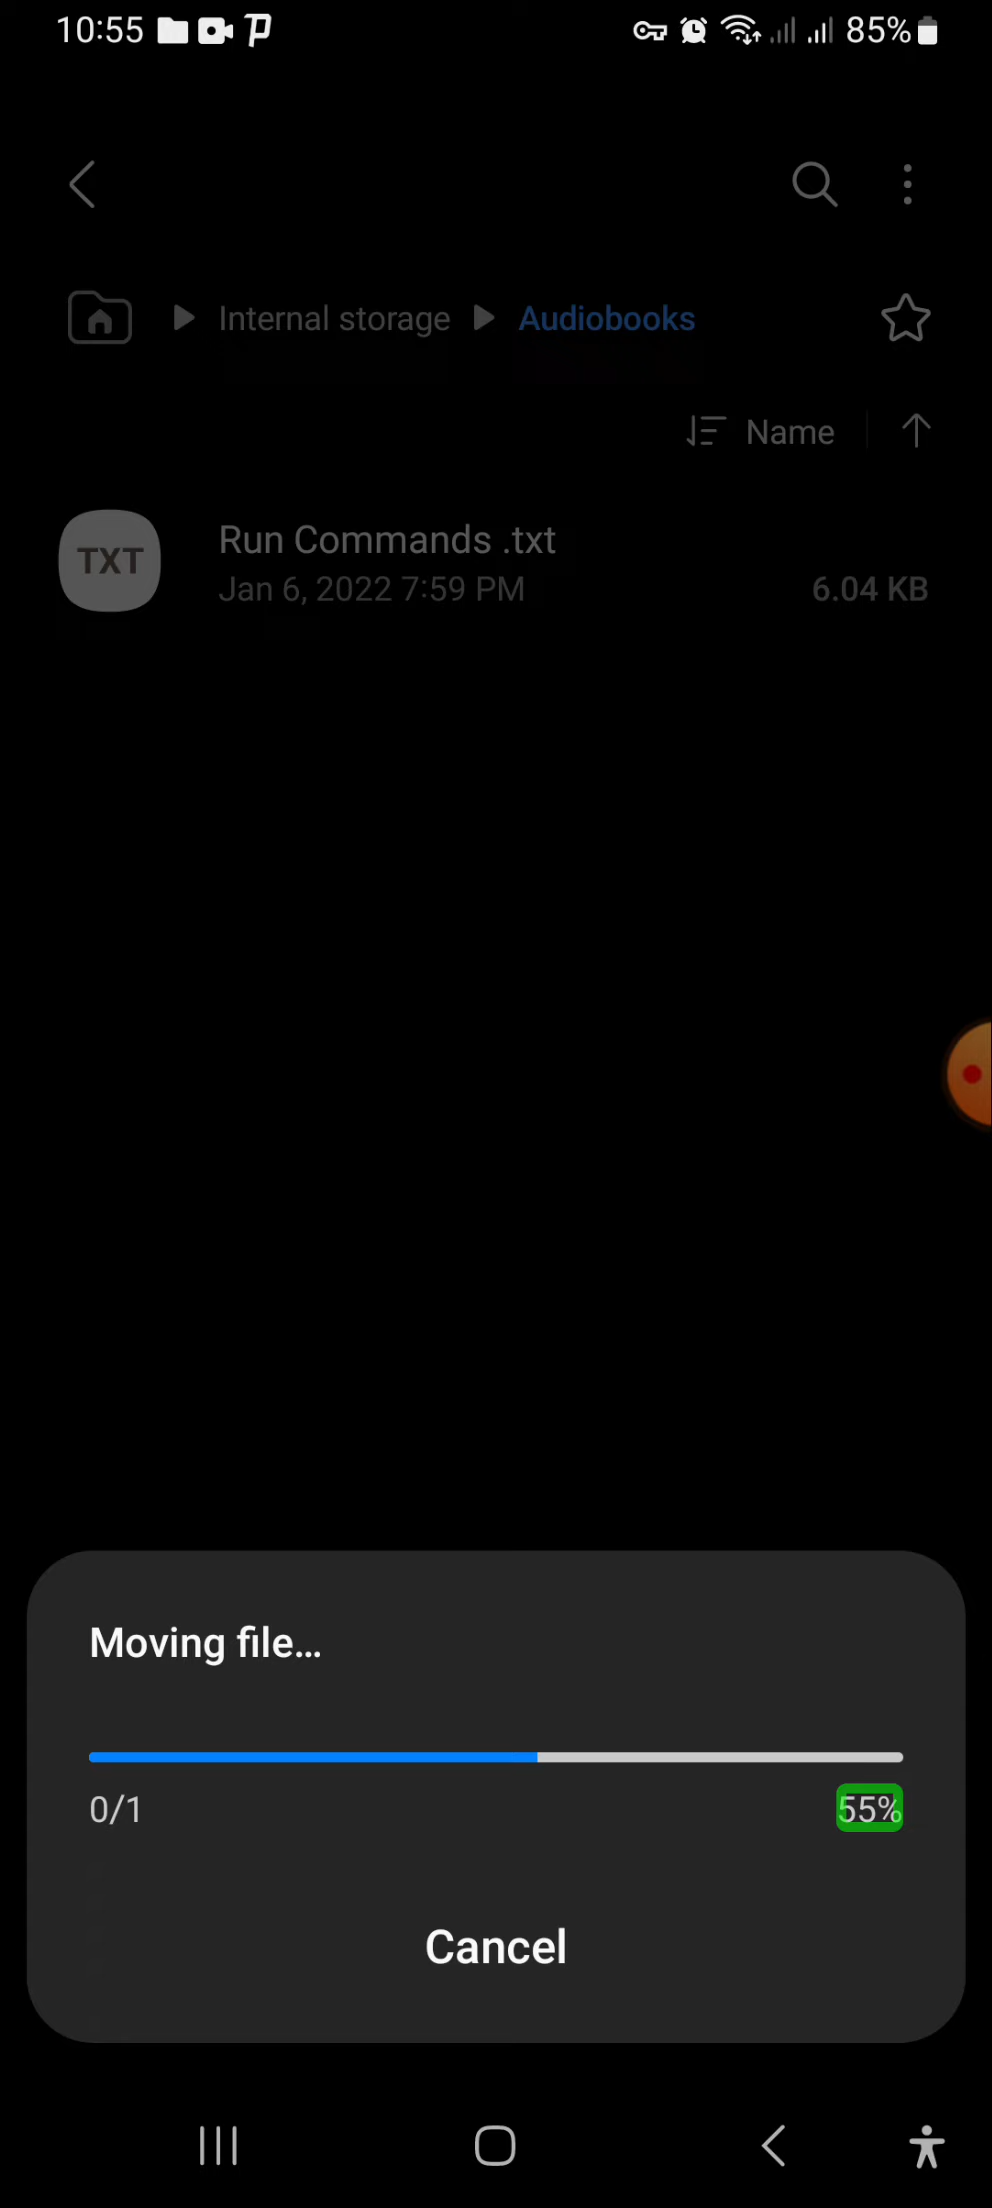 10:55 85%
Internal storage Audiobooks
Name
TXT
Run Commands .txt
Jan 6, 2022 7:59 PM 6.04 KB
Moving file...
0/1 55%
Cancel